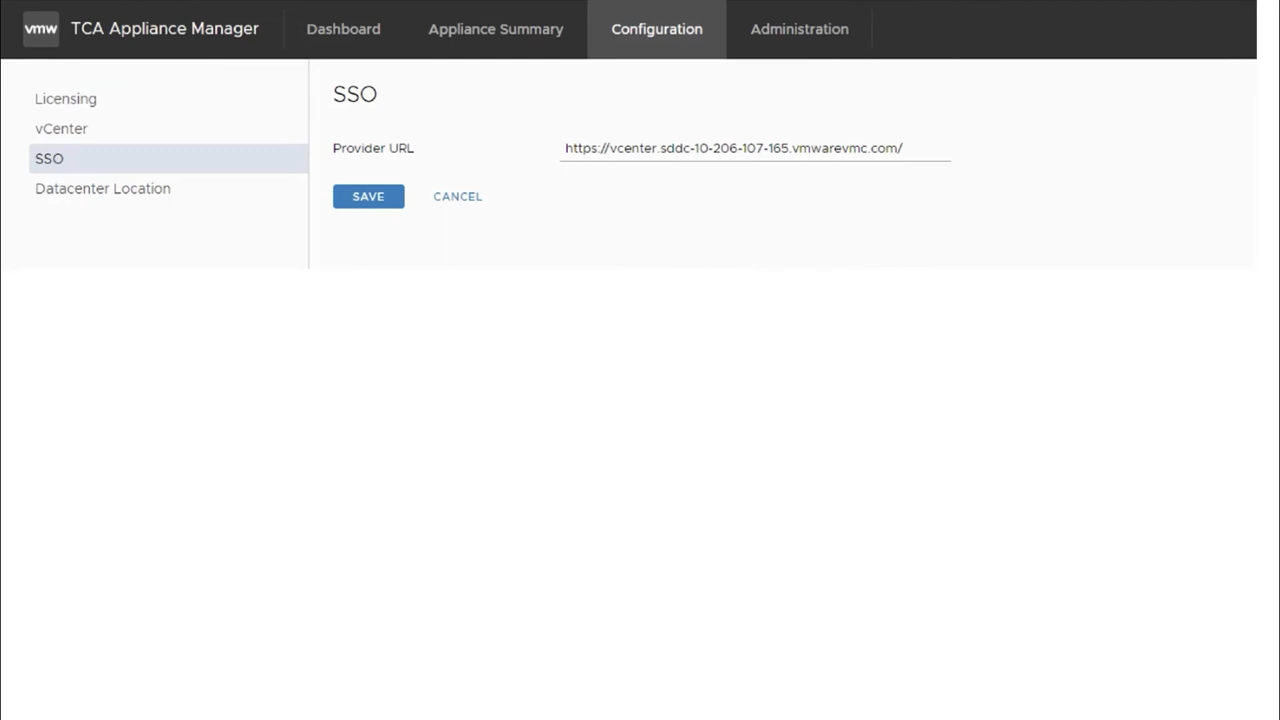 vmw TCA Appliance Manager Dashboard Appliance Summary Configuration Administration
Licensing
vCenter
SSO
Datacenter Location
SSO
Provider URL https://vcenter.sddc-10-206-107-165.vmwarevmc.com/
SAVE CANCEL